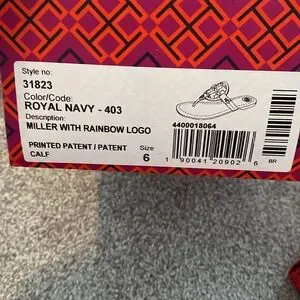 Style no:
31823
Color/Code:
ROYAL NAVY - 403
Description:
MILLER WITH RAINBOW LOGO
4400018064
PRINTED PATENT / PATENT
CALF
Size
6
1 90041 20902 6
BR